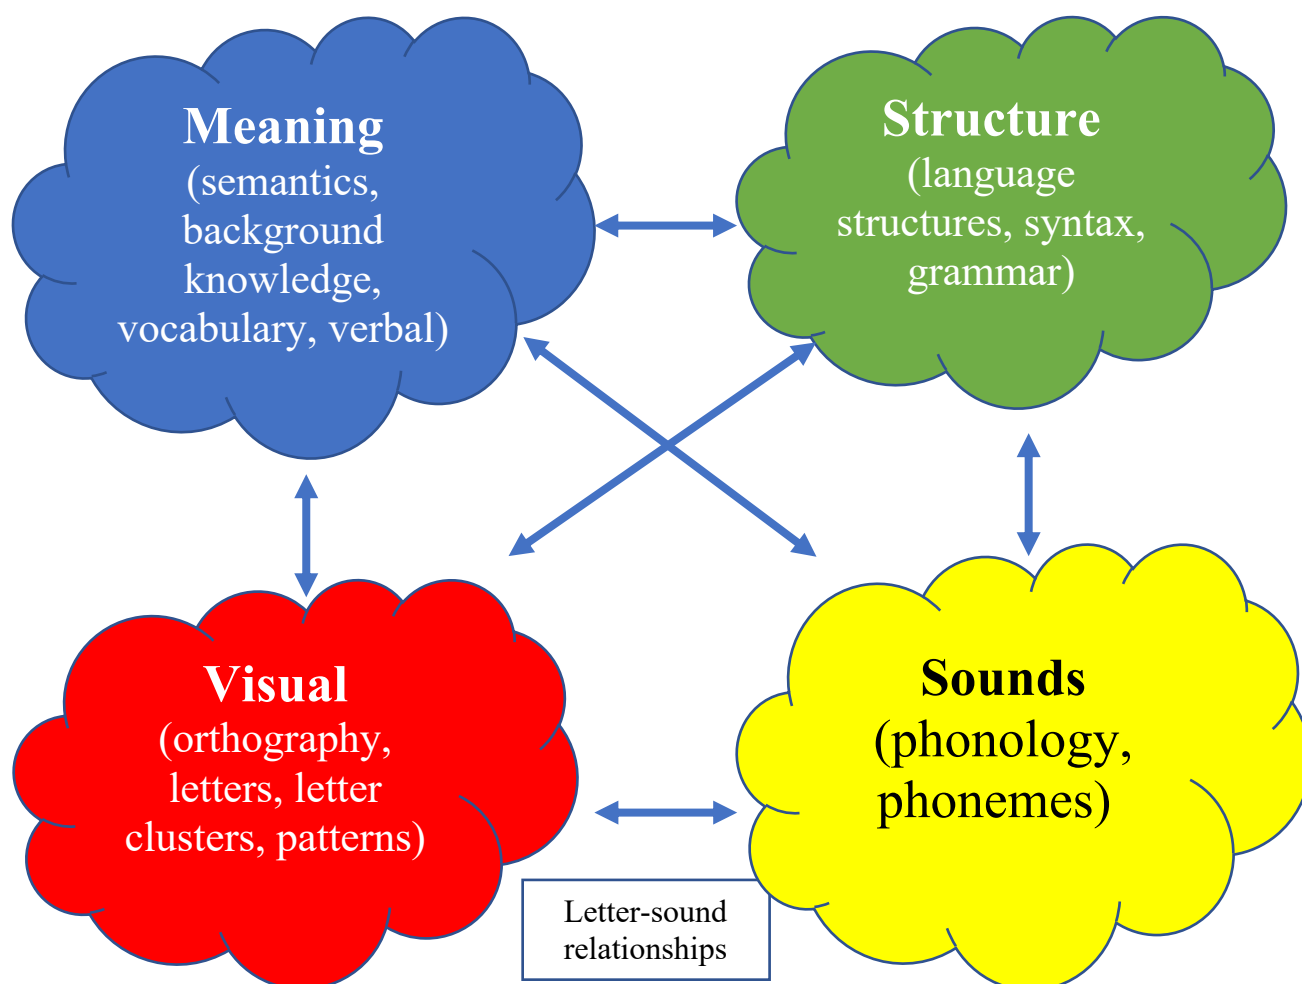 Meaning
(semantics,
background
knowledge,
vocabulary, verbal)
Structure
(language
structures, syntax,
grammar)
Visual
(orthography,
letters, letter
clusters, patterns)
Sounds
(phonology,
phonemes)
Letter-sound
relationships